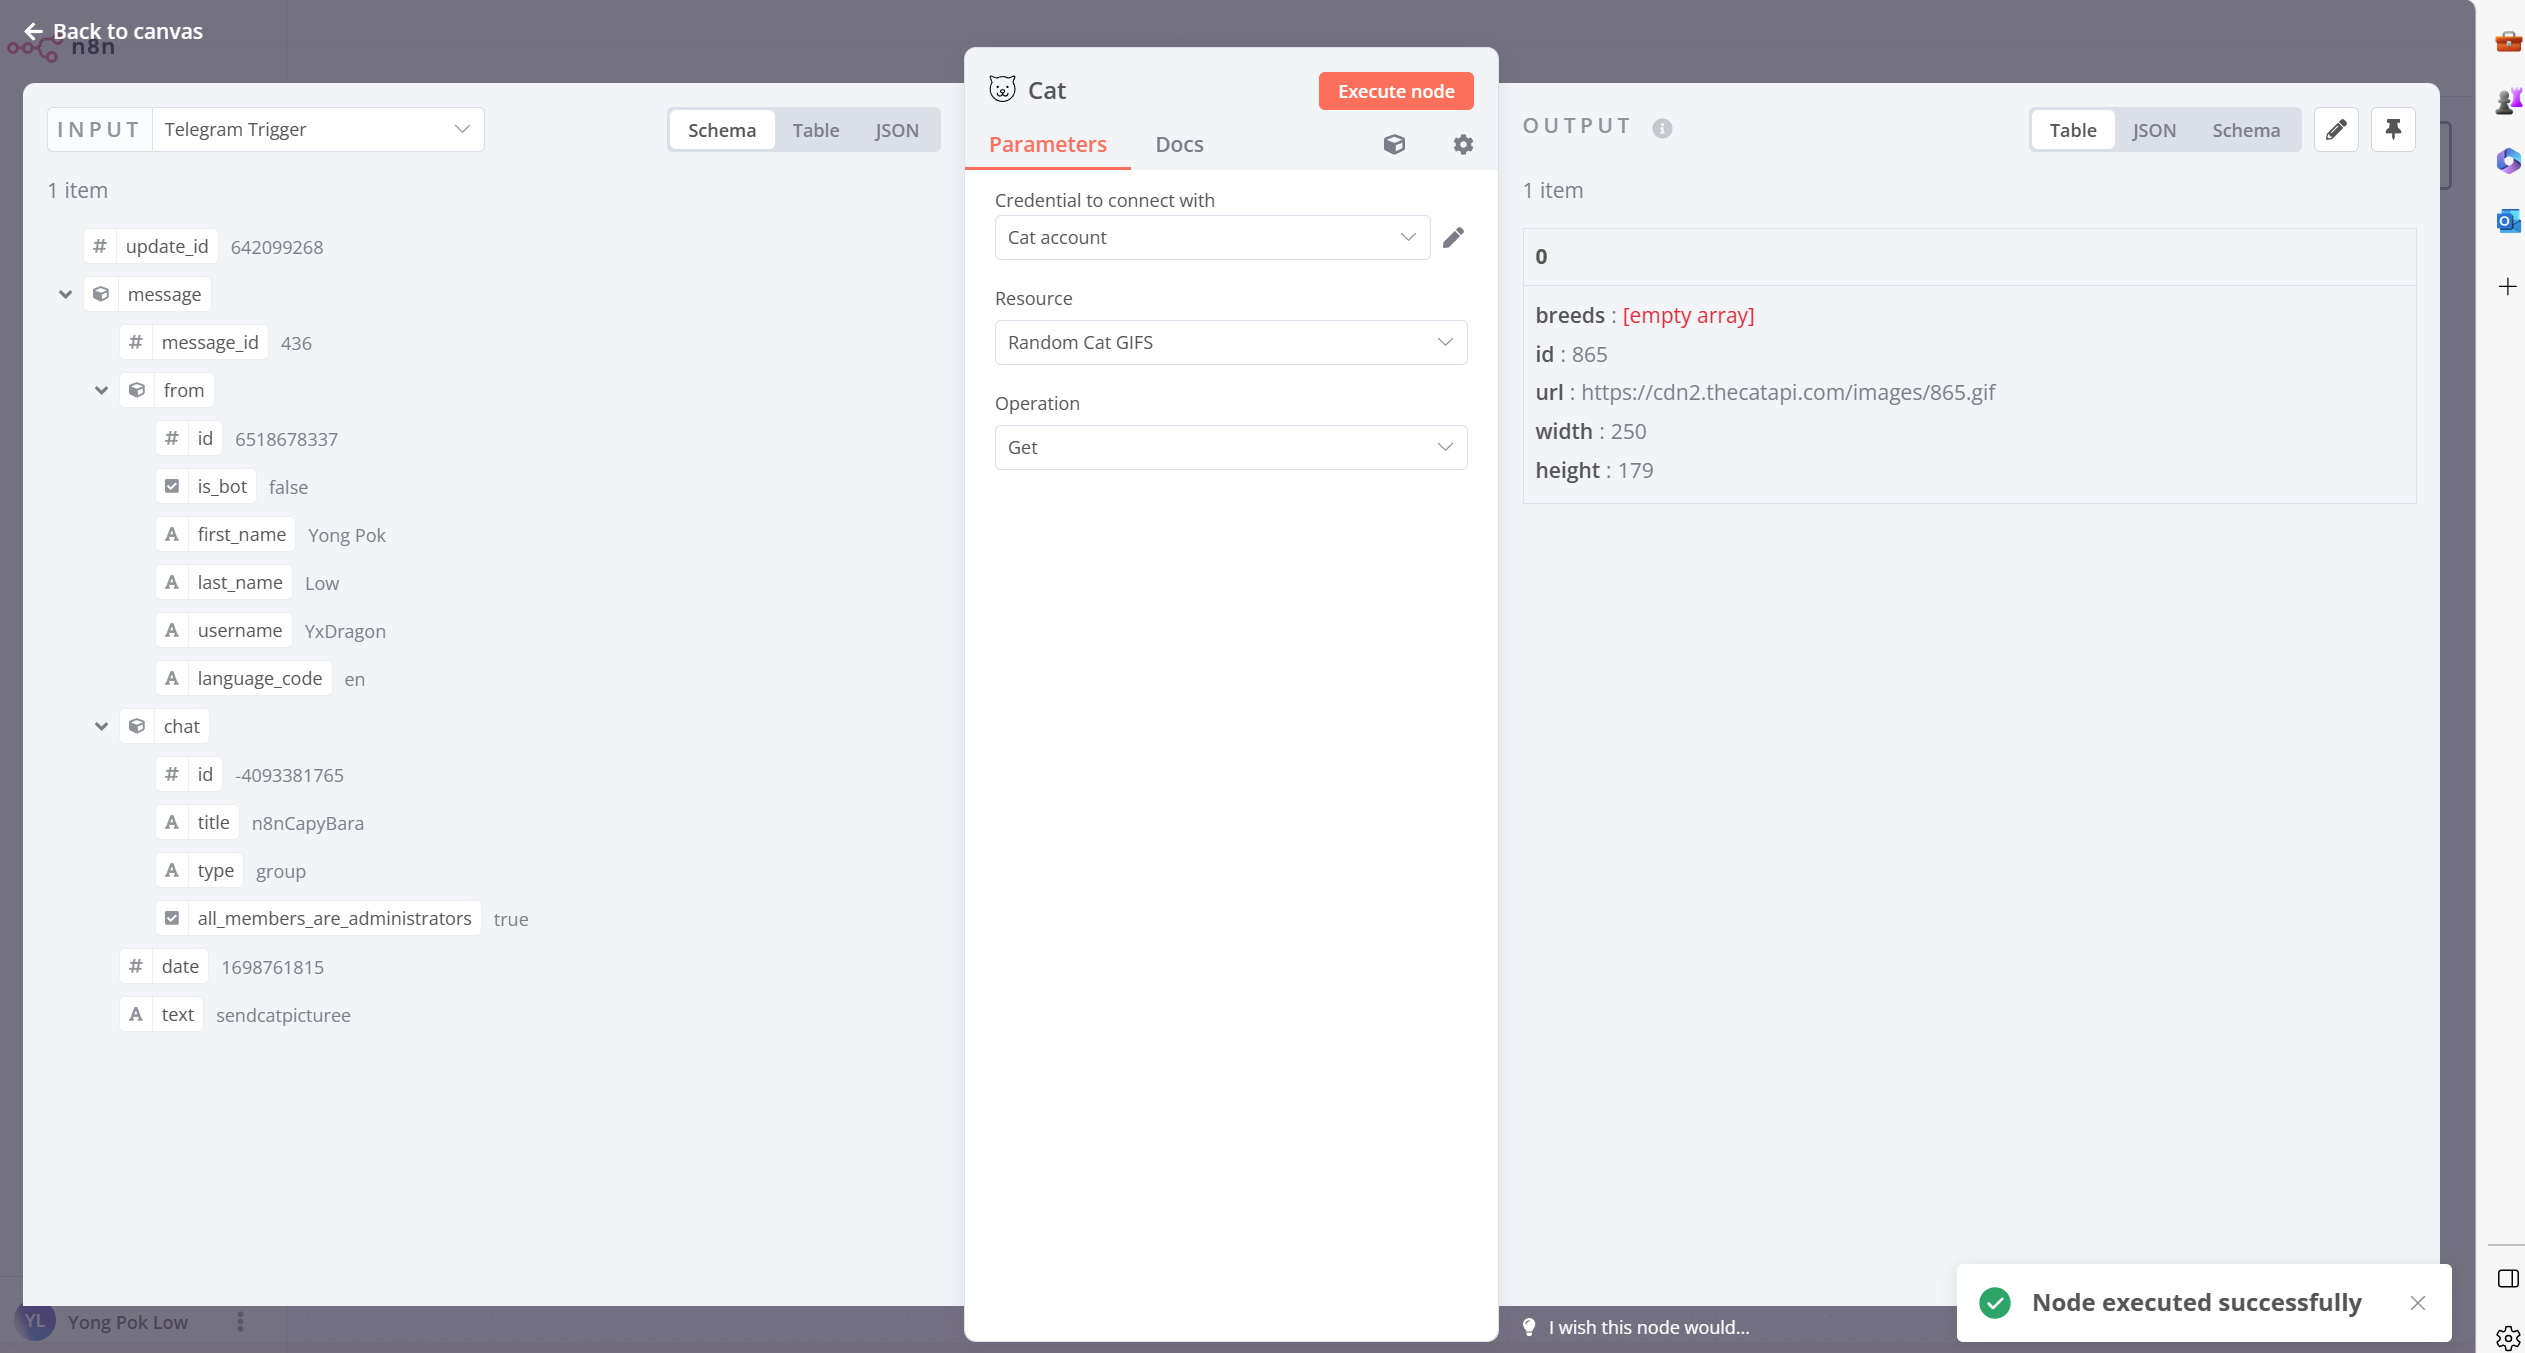 Back to canvas
n8n
INPUT Telegram Trigger
Schema Table JSON
1 item
# update_id 642099268
message
# message_id 436
from
# id 6518678337
is_bot false
A first_name Yong Pok
A last_name Low
A username YxDragon
A language_code en
chat
# id -4093381765
A title n8nCapyBara
A type group
all_members_are_administrators true
# date 1698761815
A text sendcatpicturee
YL Yong Pok Low
Cat
Execute node
Parameters Docs
Credential to connect with
Cat account
Resource
Random Cat GIFS
Operation
Get
OUTPUT
Table JSON Schema
1 item
0
breeds : [empty array]
id : 865
url : https://cdn2.thecatapi.com/images/865.gif
width : 250
height : 179
I wish this node would...
Node executed successfully